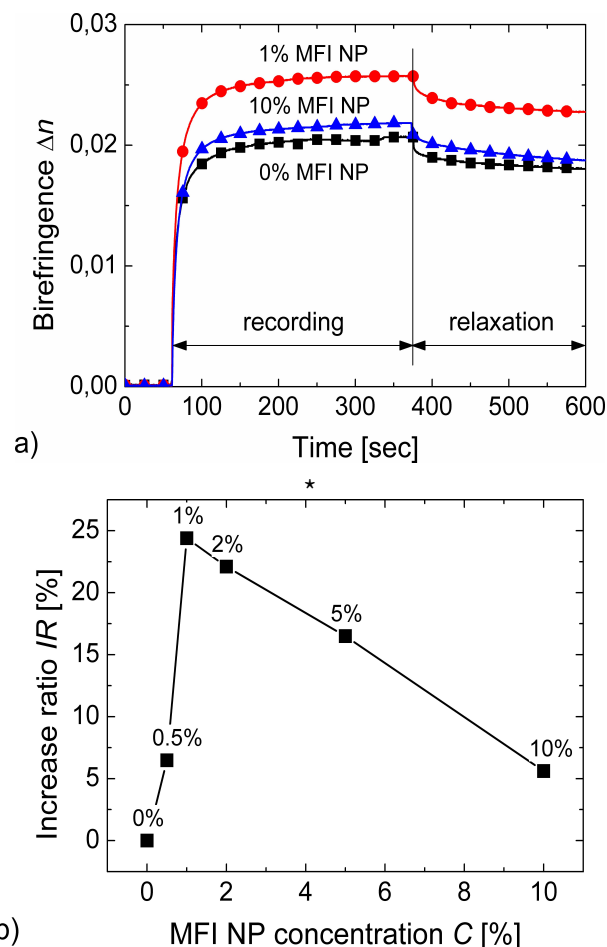 0,03
1% MFI NP
10% MFI NP
0,02
0% MFI NP
Birefringence Δn
0,01
recording
relaxation
0,00
0 100 200 300 400 500 600
Time [sec]
a)
*
25
1%
2%
20
5%
15
Increase ratio IR [%]
10
0.5%
10%
5
0%
0
0 2 4 6 8 10
MFI NP concentration C [%]
b)